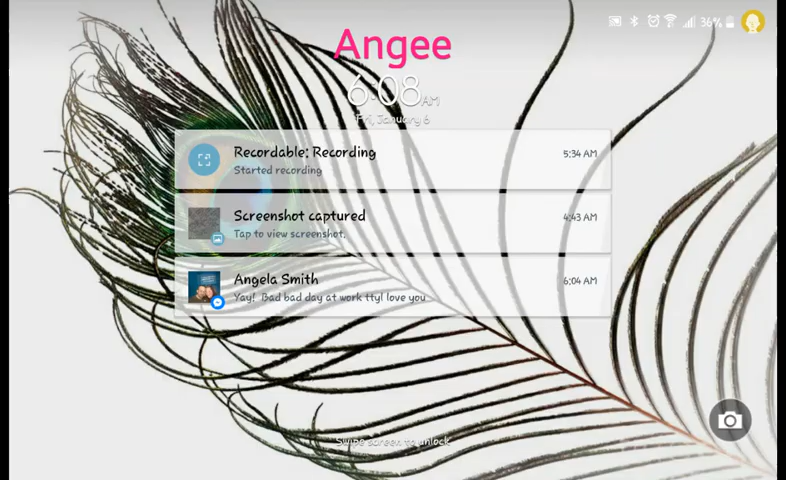 36%
Angee
6:08 AM
Fri, January 6
Recordable: Recording
5:34 AM
Started recording
Screenshot captured
4:43 AM
Tap to view screenshot.
Angela Smith
6:04 AM
Yay! Bad bad day at work ttyl love you
Swipe screen to unlock